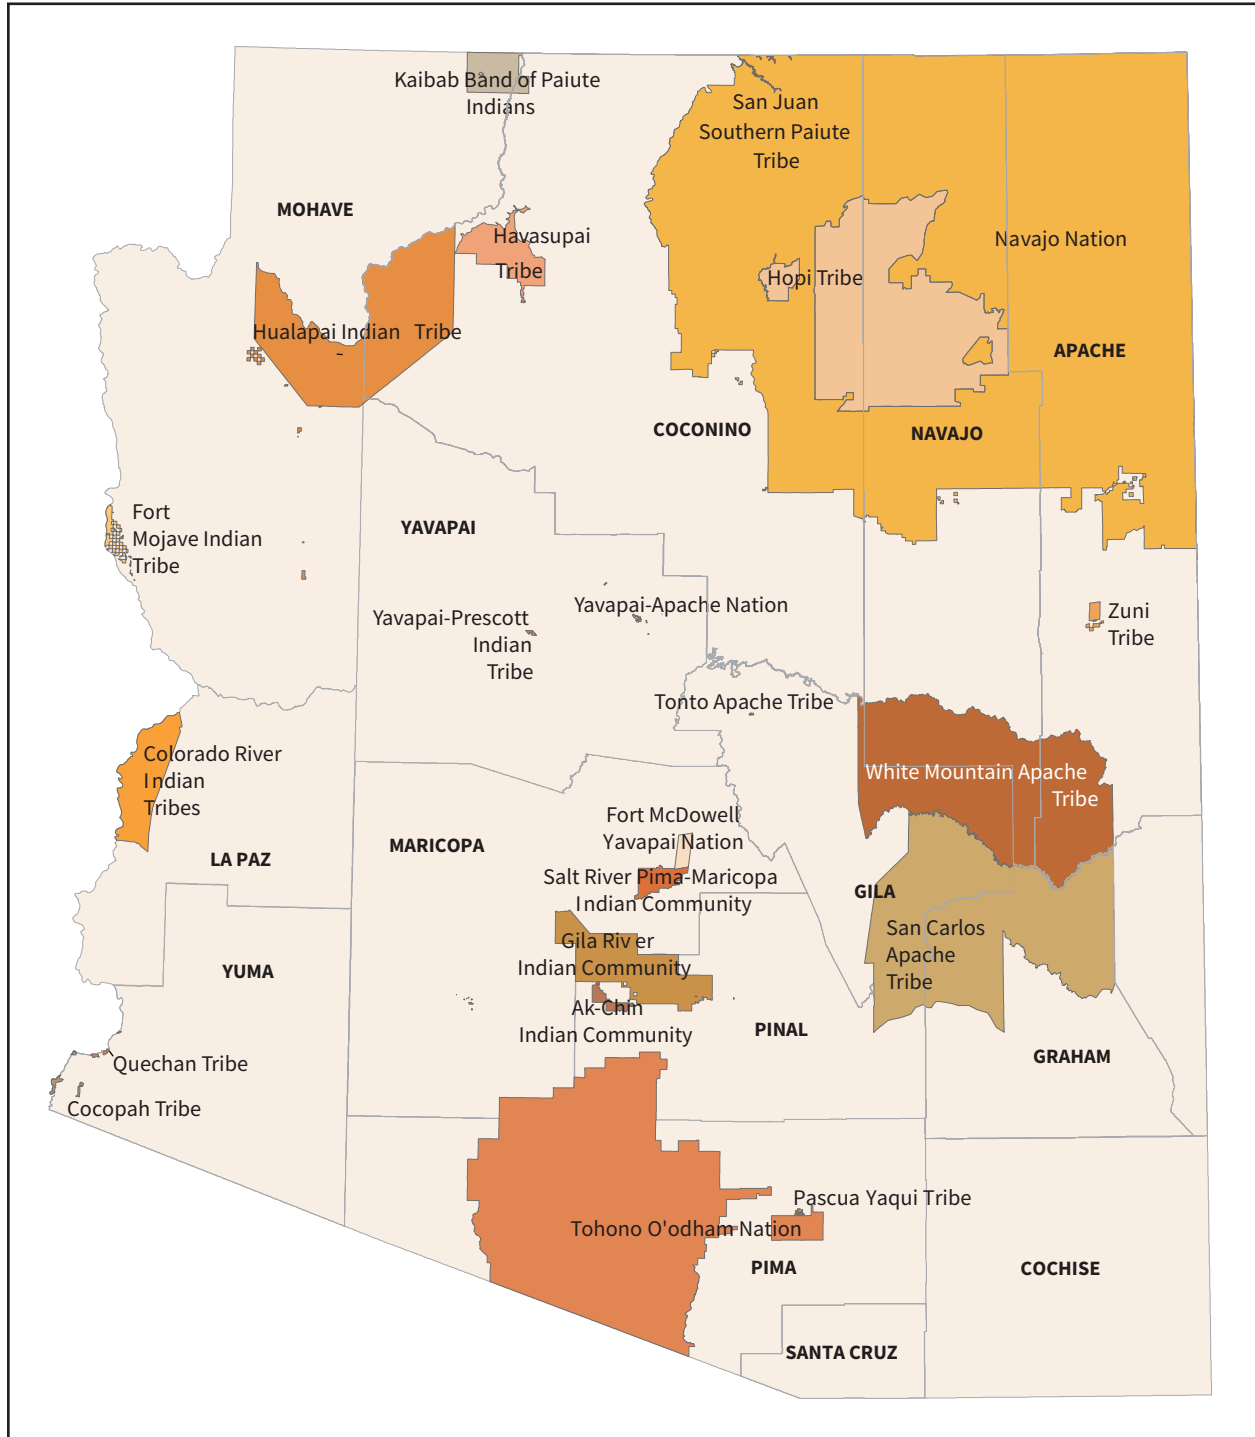 Kaibab Band of Paiute
Indians
San Juan
Southern Paiute
Tribe
MOHAVE
Havasupai
Tribe
Navajo Nation
Hopi Tribe
Hualapai Indian Tribe
APACHE
COCONINO
NAVAJO
Fort
Mojave Indian
Tribe
YAVAPAI
Yavapai-Prescott
Indian
Tribe
Yavapai-Apache Nation
Zuni
Tribe
Tonto Apache Tribe
Colorado River
Indian
Tribes
White Mountain Apache
Tribe
Fort McDowell
Yavapai Nation
MARICOPA
LA PAZ
Salt River Pima-Maricopa
Indian Community
GILA
San Carlos
Apache
Tribe
Gila River
Indian Community
YUMA
Ak-Chin
Indian Community
PINAL
GRAHAM
Quechan Tribe
Cocopah Tribe
Pascua Yaqui Tribe
Tohono O'odham Nation
PIMA
COCHISE
SANTA CRUZ